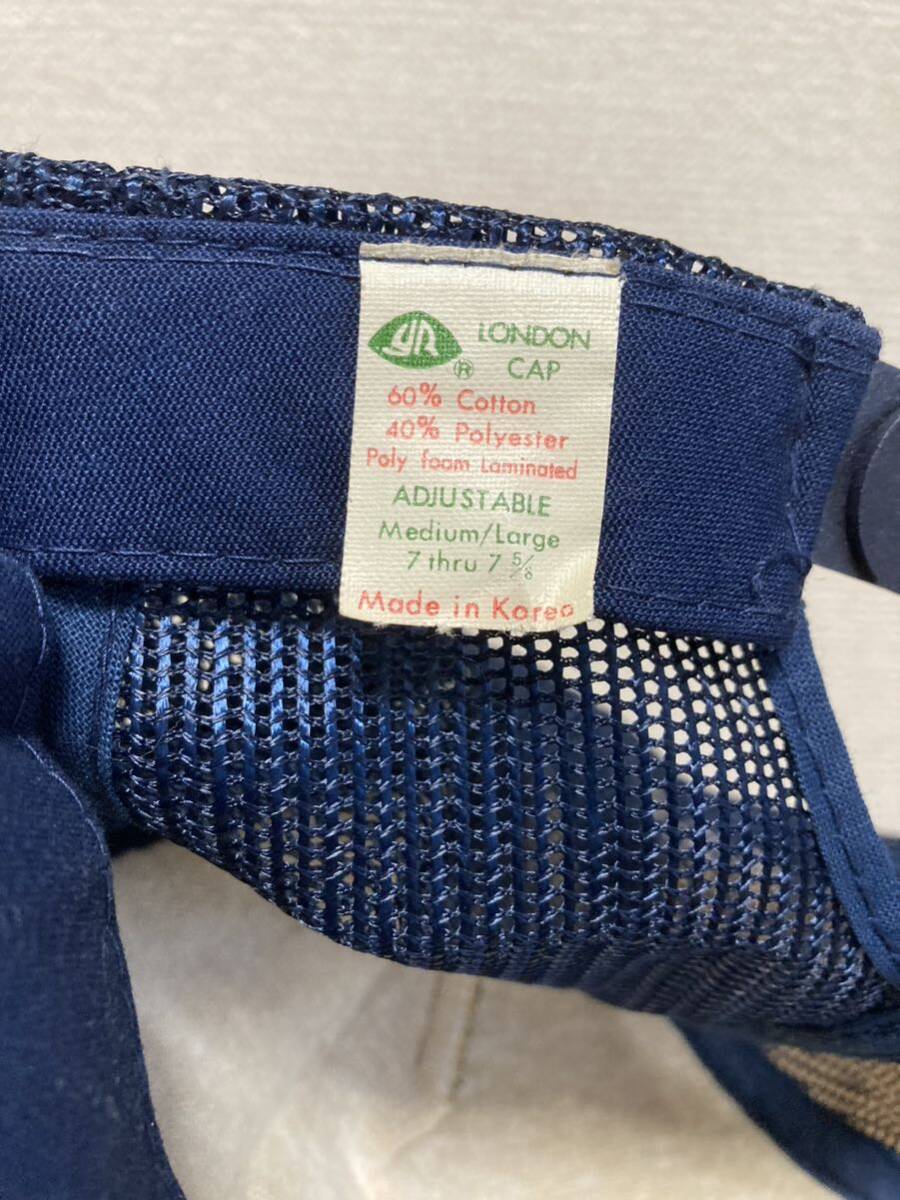 YR
® LONDON
CAP
60% Cotton
40% Polyester
Poly foam Laminated
ADJUSTABLE
Medium/Large
7 thru 7 5/8
Made in Korea